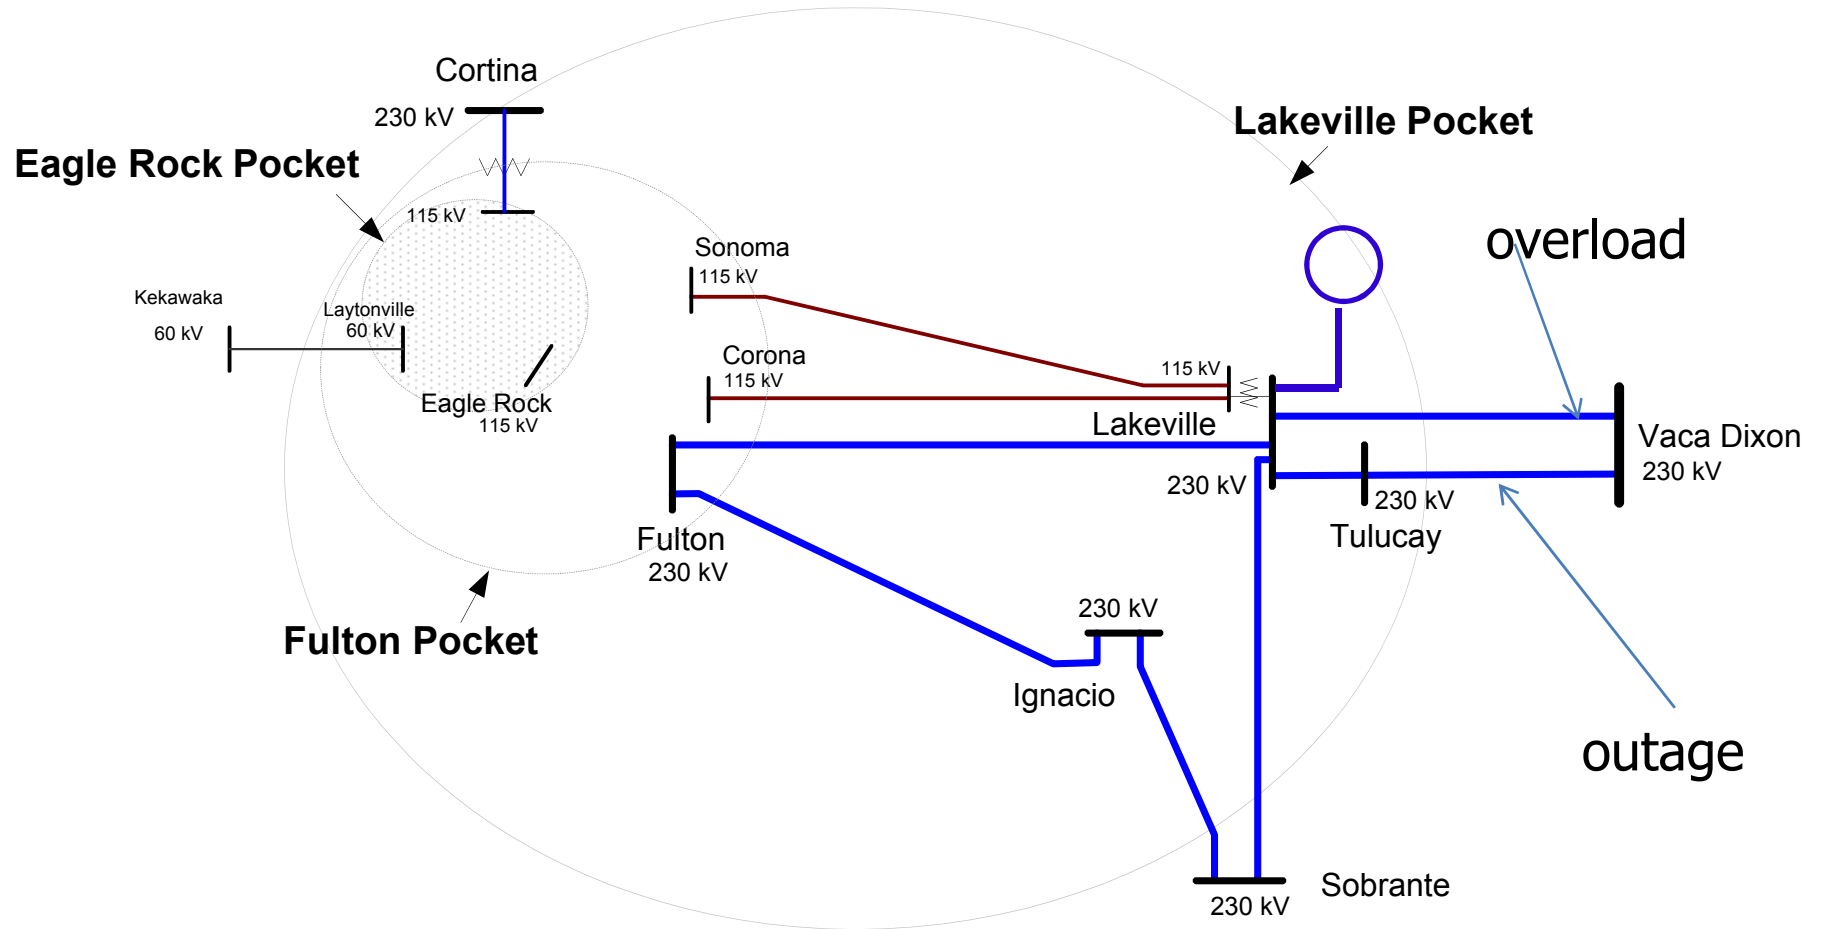 Cortina
230 kV
Lakeville Pocket
Eagle Rock Pocket
115 kV
overload
Sonoma
115 kV
Kekawaka
60 kV
Laytonville
60 kV
Corona
115 kV
115 kV
Eagle Rock
115 kV
Lakeville
230 kV
Vaca Dixon
230 kV
230 kV
Tulucay
Fulton
230 kV
Fulton Pocket
230 kV
Ignacio
outage
Sobrante
230 kV